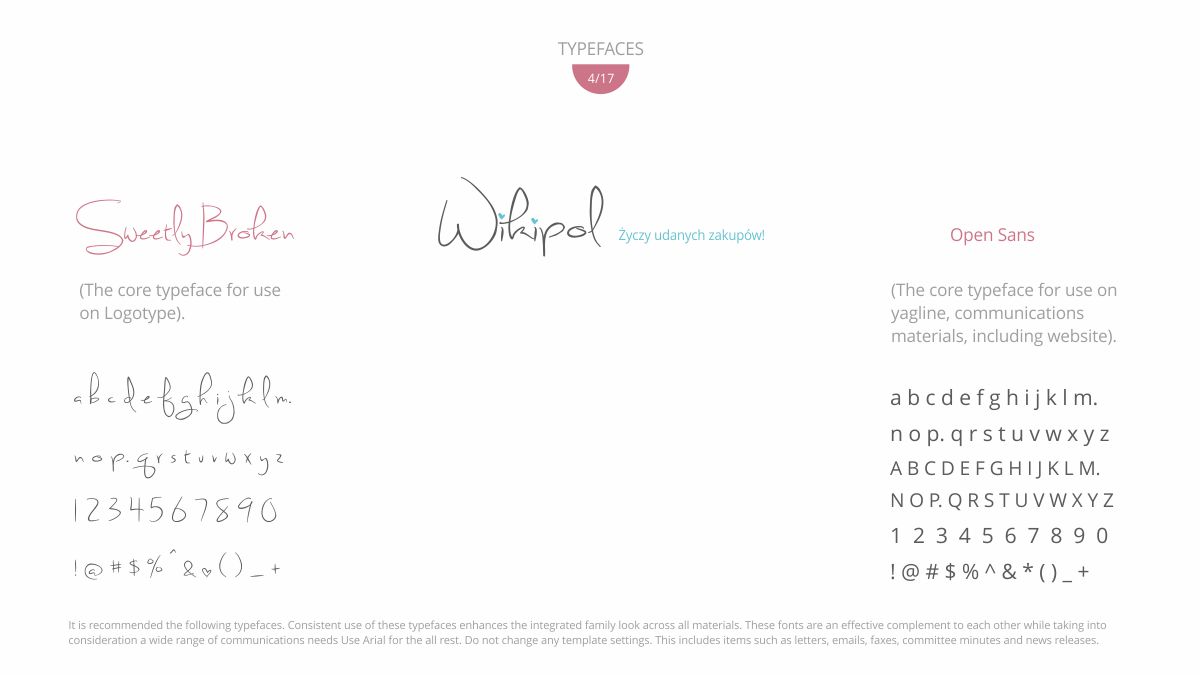 TYPEFACES
4/17
Sweetly Broken
Wikipol
Życzy udanych zakupów!
Open Sans
(The core typeface for use
on Logotype).
(The core typeface for use on
yagline, communications
materials, including website).
a b c d e f g h i j k l m.
n o p. q r s t u v w x y z
1 2 3 4 5 6 7 8 9 0
! @ # $ % ^ & ♥ ( ) _ +
a b c d e f g h i j k l m.
n o p. q r s t u v w x y z
A B C D E F G H I J K L M.
N O P. Q R S T U V W X Y Z
1 2 3 4 5 6 7 8 9 0
! @ # $ % ^ & * ( ) _ +
It is recommended the following typefaces. Consistent use of these typefaces enhances the integrated family look across all materials. These fonts are an effective complement to each other while taking into
consideration a wide range of communications needs Use Arial for the all rest. Do not change any template settings. This includes items such as letters, emails, faxes, committee minutes and news releases.